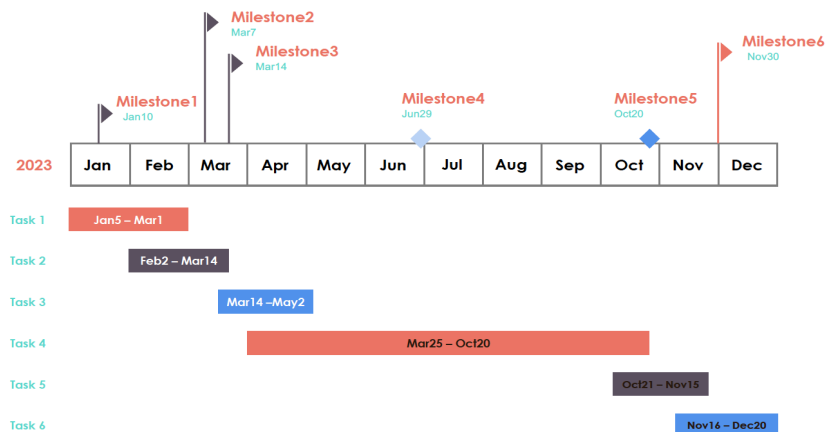 Milestone2
Mar7
Milestone6
Nov30
Milestone3
Mar14
Milestone1
Jan10
Milestone4
Jun29
Milestone5
Oct20
2023 Jan Feb Mar Apr May Jun Jul Aug Sep Oct Nov Dec
Task 1 Jan5 – Mar1
Task 2 Feb2 – Mar14
Task 3 Mar14 –May2
Task 4 Mar25 – Oct20
Task 5 Oct21 – Nov15
Task 6 Nov16 – Dec20